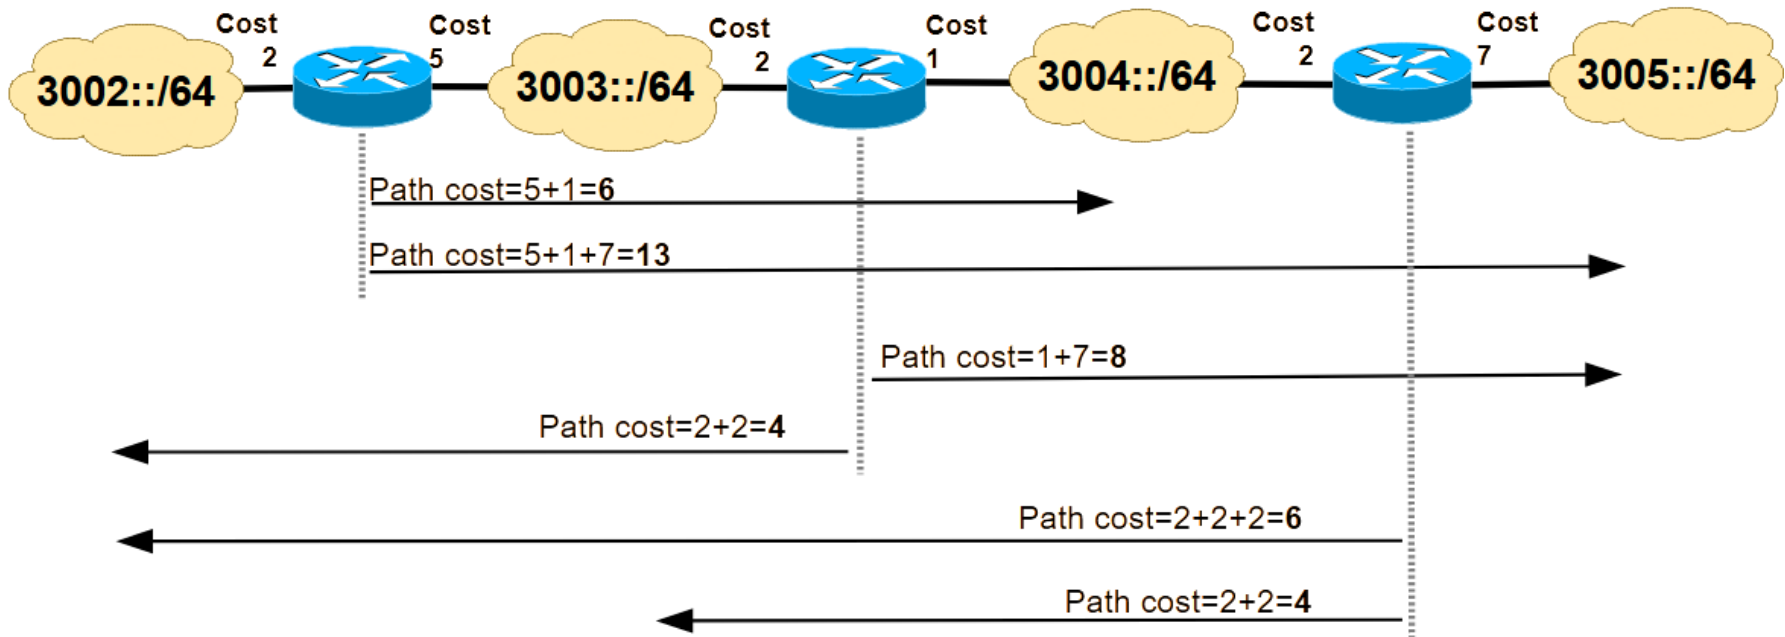 Cost 2
Cost 5
Cost 2
Cost 1
Cost 2
Cost 7
3002::/64
3003::/64
3004::/64
3005::/64
Path cost=5+1=6
Path cost=5+1+7=13
Path cost=1+7=8
Path cost=2+2=4
Path cost=2+2+2=6
Path cost=2+2=4